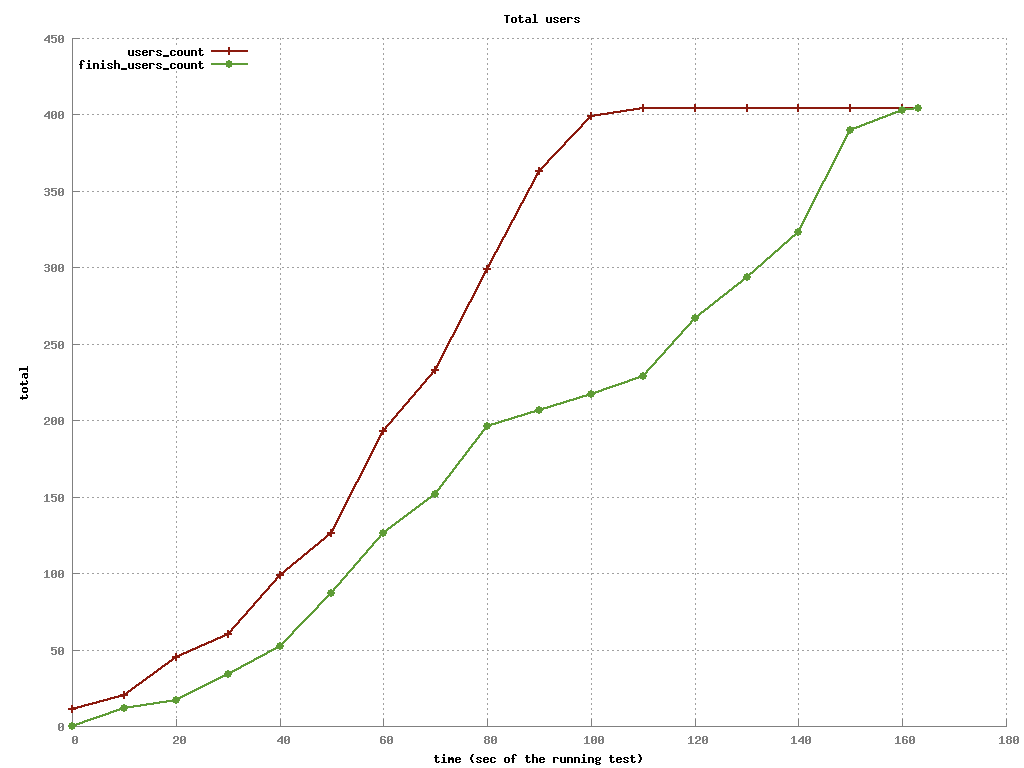 Total users
users_count
finish_users_count
450
400
350
300
250
200
150
100
50
0
total
0 20 40 60 80 100 120 140 160 180
time (sec of the running test)